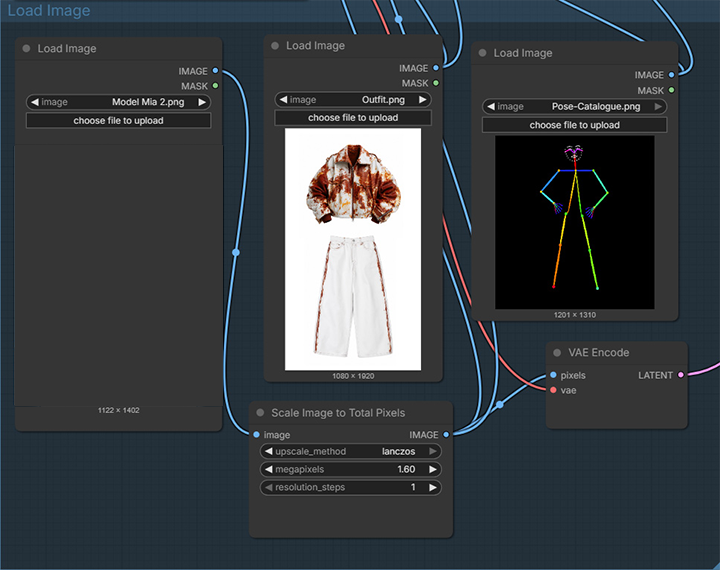 Load Image
Load Image
IMAGE
MASK
image Model Mia 2.png
choose file to upload
1122 × 1402
Load Image
IMAGE
MASK
image Outfit.png
choose file to upload
1080 × 1920
Load Image
IMAGE
MASK
image Pose-Catalogue.png
choose file to upload
1201 × 1310
Scale Image to Total Pixels
image IMAGE
upscale_method lanczos
megapixels 1.60
resolution_steps 1
VAE Encode
pixels LATENT
vae